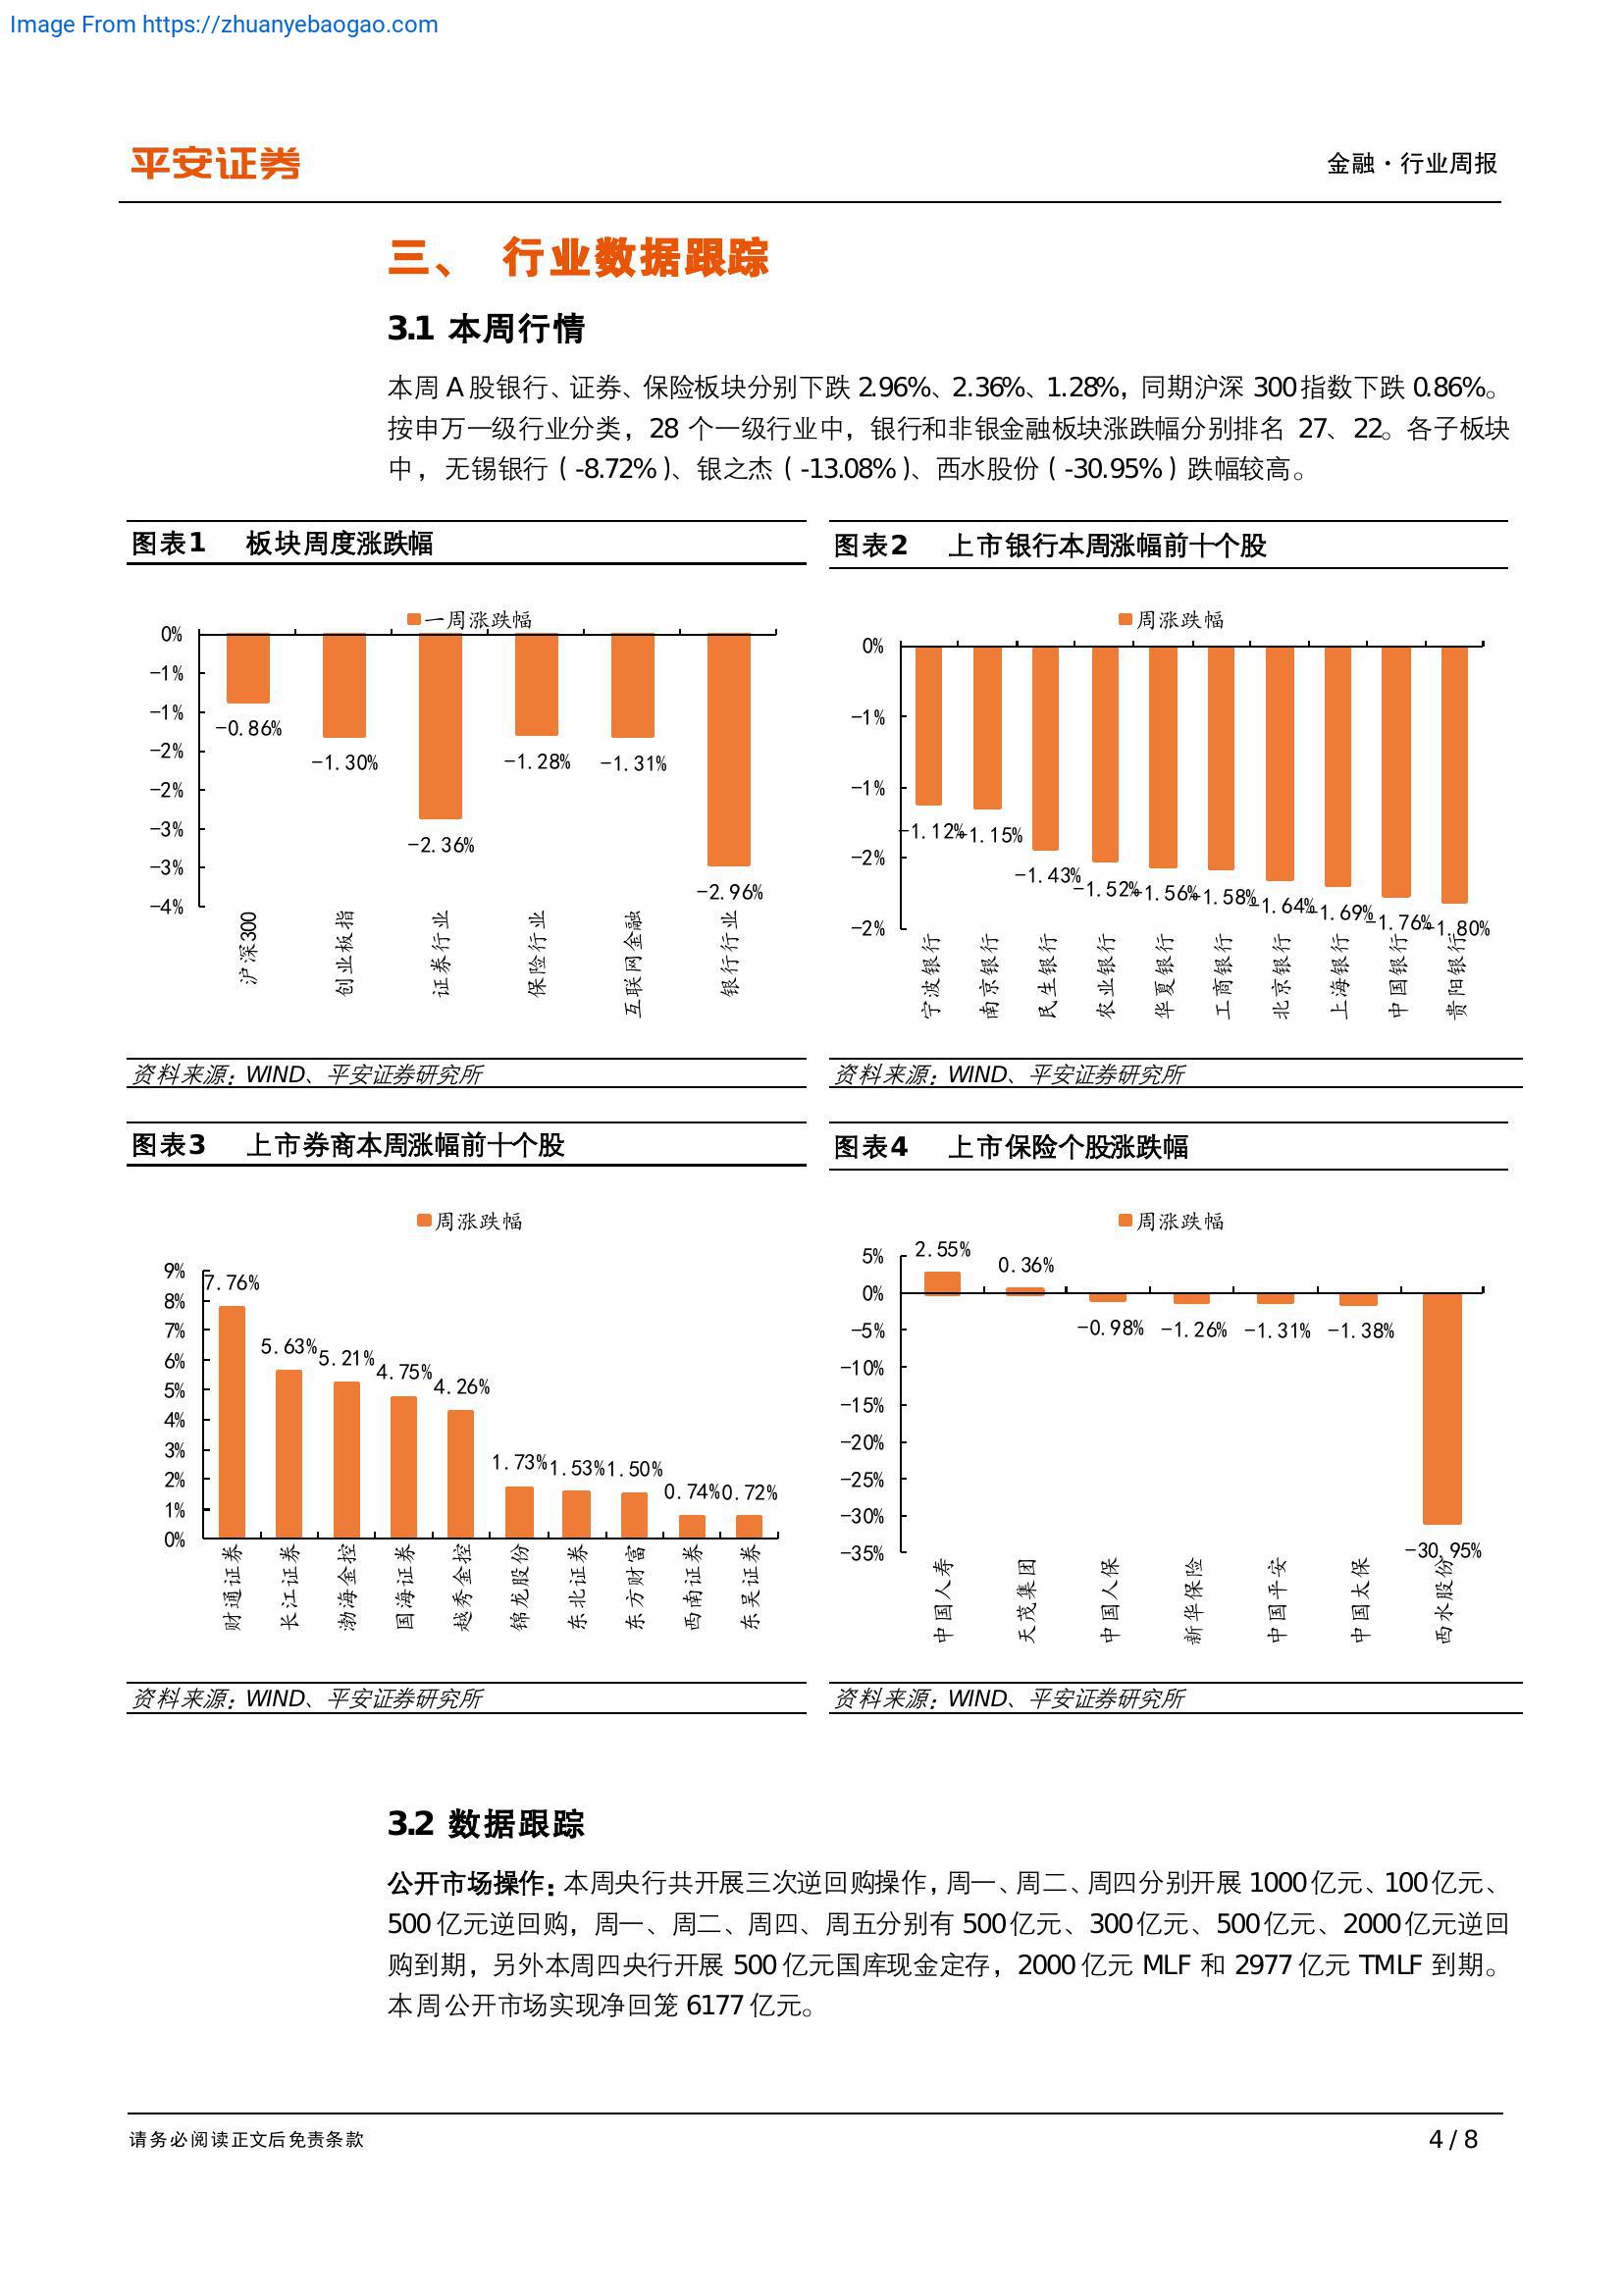 Image From https://zhuanyebaogao.com
平安证券
金融·行业周报
三、 行业数据跟踪
3.1 本周行情
本周 A 股银行、证券、保险板块分别下跌 2.96%、2.36%、1.28%，同期沪深 300 指数下跌 0.86%。
按申万一级行业分类，28 个一级行业中，银行和非银金融板块涨跌幅分别排名 27、22。各子板块
中，无锡银行（-8.72%）、银之杰（-13.08%）、西水股份（-30.95%）跌幅较高。
图表1 板块周度涨跌幅
一周涨跌幅
0%
-1%
-1%
-2%
-2%
-3%
-3%
-4%
-0.86%
-1.30%
-2.36%
-1.28%
-1.31%
-2.96%
沪深300
创业板指
证券行业
保险行业
互联网金融
银行行业
资料来源：WIND、平安证券研究所
图表2 上市银行本周涨幅前十个股
周涨跌幅
0%
-1%
-1%
-2%
-2%
-1.12%
-1.15%
-1.43%
-1.52%
-1.56%
-1.58%
-1.64%
-1.69%
-1.76%
-1.80%
宁波银行
南京银行
民生银行
农业银行
华夏银行
工商银行
北京银行
上海银行
中国银行
贵阳银行
资料来源：WIND、平安证券研究所
图表3 上市券商本周涨幅前十个股
周涨跌幅
9%
8%
7%
6%
5%
4%
3%
2%
1%
0%
7.76%
5.63%
5.21%
4.75%
4.26%
1.73%
1.53%
1.50%
0.74%
0.72%
财通证券
长江证券
渤海金控
国海证券
越秀金控
锦龙股份
东北证券
东方财富
西南证券
东吴证券
资料来源：WIND、平安证券研究所
图表4 上市保险个股涨跌幅
周涨跌幅
5%
0%
-5%
-10%
-15%
-20%
-25%
-30%
-35%
2.55%
0.36%
-0.98%
-1.26%
-1.31%
-1.38%
-30.95%
中国人寿
天茂集团
中国人保
新华保险
中国平安
中国太保
西水股份
资料来源：WIND、平安证券研究所
3.2 数据跟踪
公开市场操作：本周央行共开展三次逆回购操作，周一、周二、周四分别开展 1000 亿元、100 亿元、
500 亿元逆回购，周一、周二、周四、周五分别有 500 亿元、300 亿元、500 亿元、2000 亿元逆回
购到期，另外本周四央行开展 500 亿元国库现金定存，2000 亿元 MLF 和 2977 亿元 TMLF 到期。
本周公开市场实现净回笼 6177 亿元。
请务必阅读正文后免责条款
4 / 8